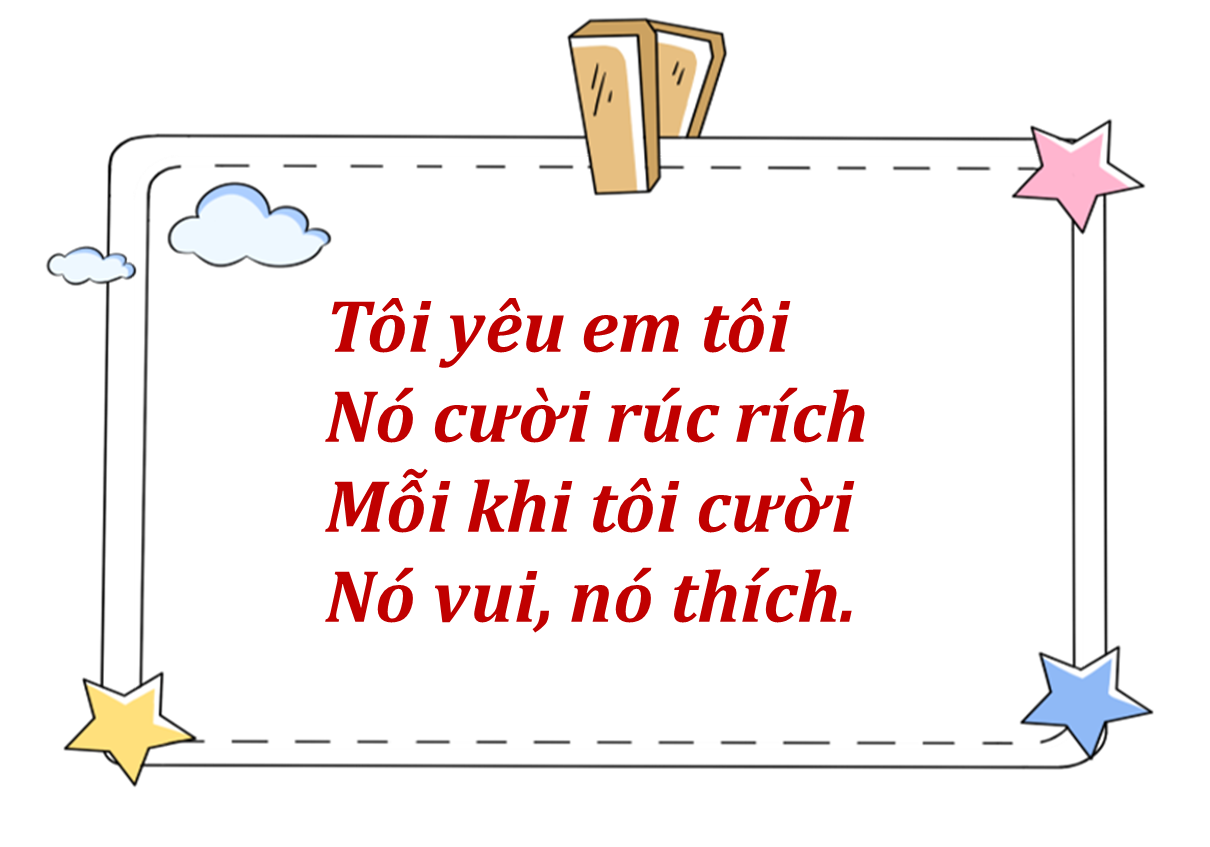 Tôi yêu em tôi
Nó cười rúc rích
Mỗi khi tôi cười
Nó vui, nó thích.